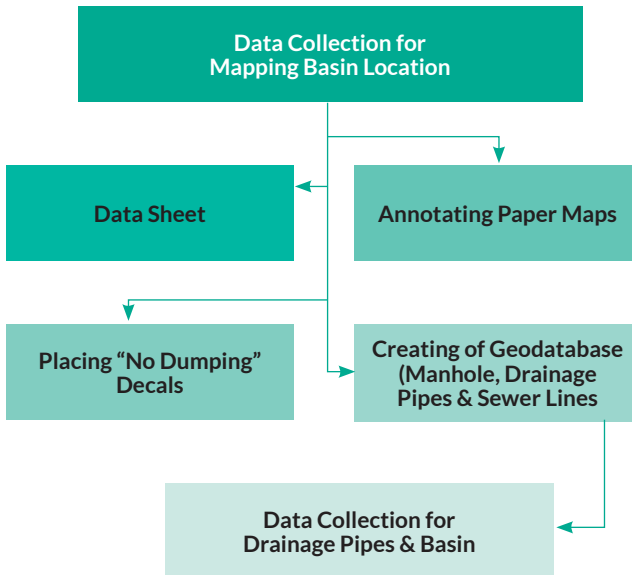 Data Collection for
Mapping Basin Location
Data Sheet
Annotating Paper Maps
Placing “No Dumping”
Decals
Creating of Geodatabase
(Manhole, Drainage
Pipes & Sewer Lines
Data Collection for
Drainage Pipes & Basin